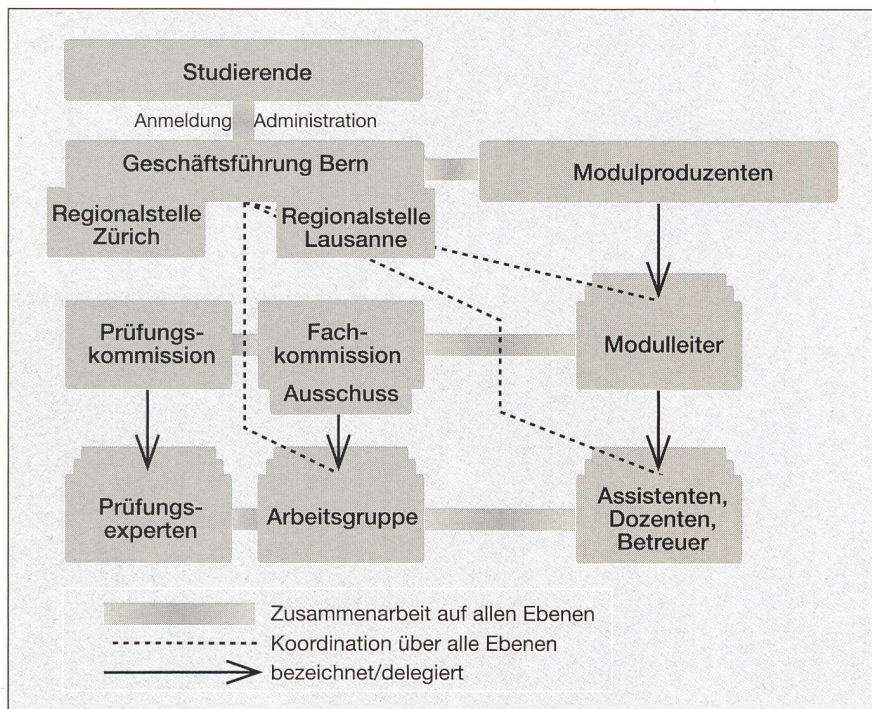 Studierende
Anmeldung Administration
Geschäftsführung Bern
Modulproduzenten
Regionalstelle
Zürich
Regionalstelle
Lausanne
Prüfungs-
kommission
Fach-
kommission
Ausschuss
Modulleiter
Prüfungs-
experten
Arbeitsgruppe
Assistenten,
Dozenten,
Betreuer
Zusammenarbeit auf allen Ebenen
Koordination über alle Ebenen
bezeichnet/delegiert